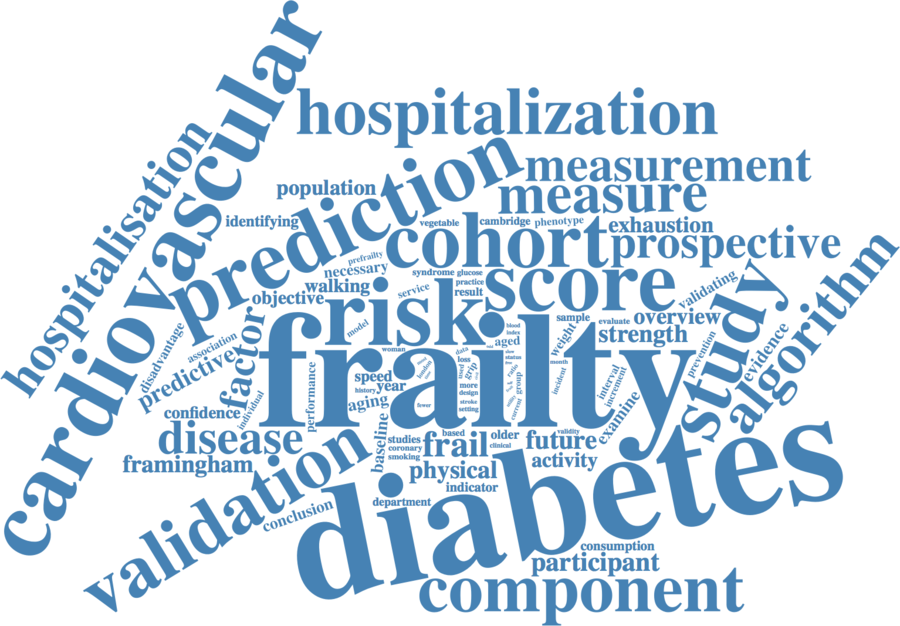 cardiovascular
hospitalization
hospitalisation
prediction
measurement
measure
population
identifying
vegetable
cambridge
phenotype
exhaustion
cohort
prospective
prefrailty
necessary
syndrome
glucose
walking
service
practice
result
score
objective
validating
risk
model
sample
evaluate
overview
strength
weight
study
algorithm
disadvantage
association
predictive
factor
individual
performance
frailty
woman
data
loss
grip
blood
index
aged
slow
status
month
incident
interval
increment
prevention
evidence
speed
history
year
aging
fewer
more
design
stroke
setting
ratio
group
current
utility
examine
confidence
disease
framingham
baseline
studies
coronary
smoking
based
frail
older
clinical
validity
future
activity
physical
indicator
validation
conclusion
department
diabetes
consumption
participant
component